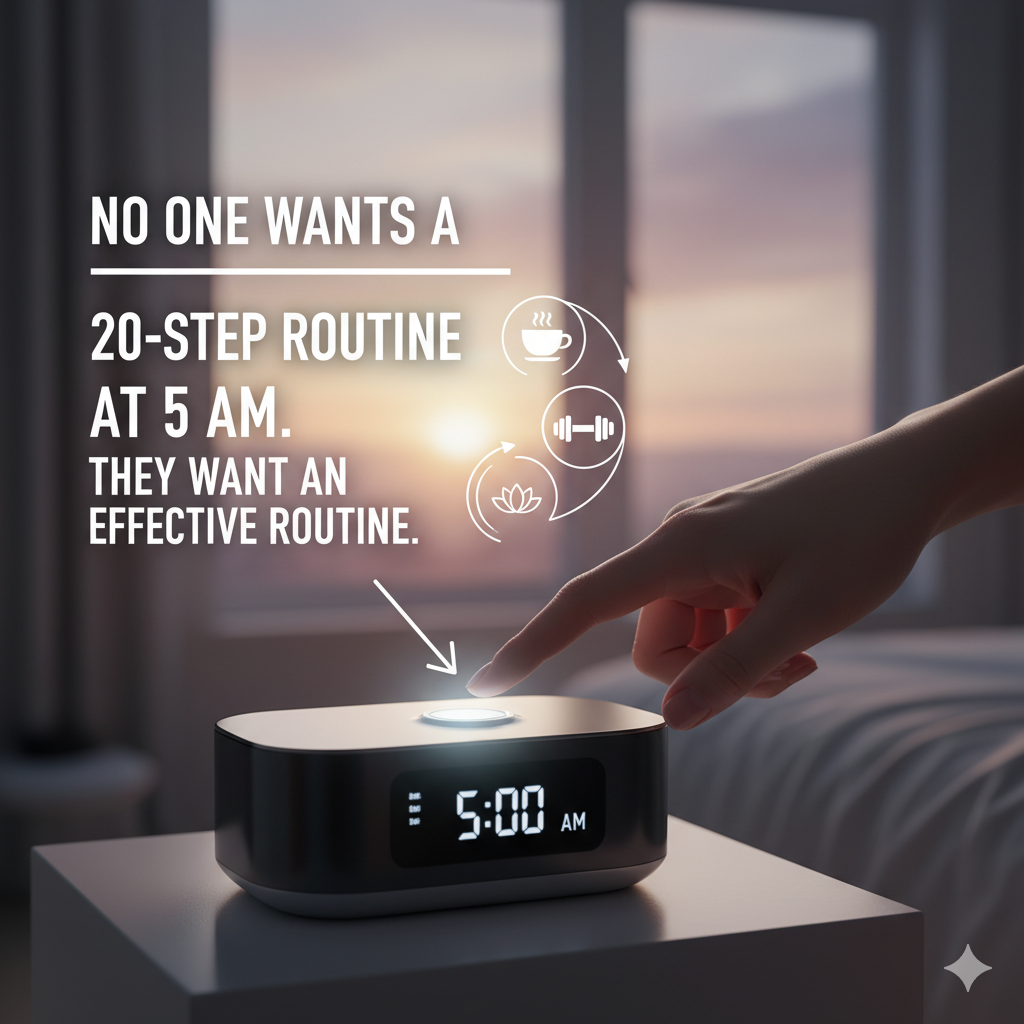 NO ONE WANTS A
20-STEP ROUTINE
AT 5 AM.
THEY WANT AN
EFFECTIVE ROUTINE.
5:00 AM